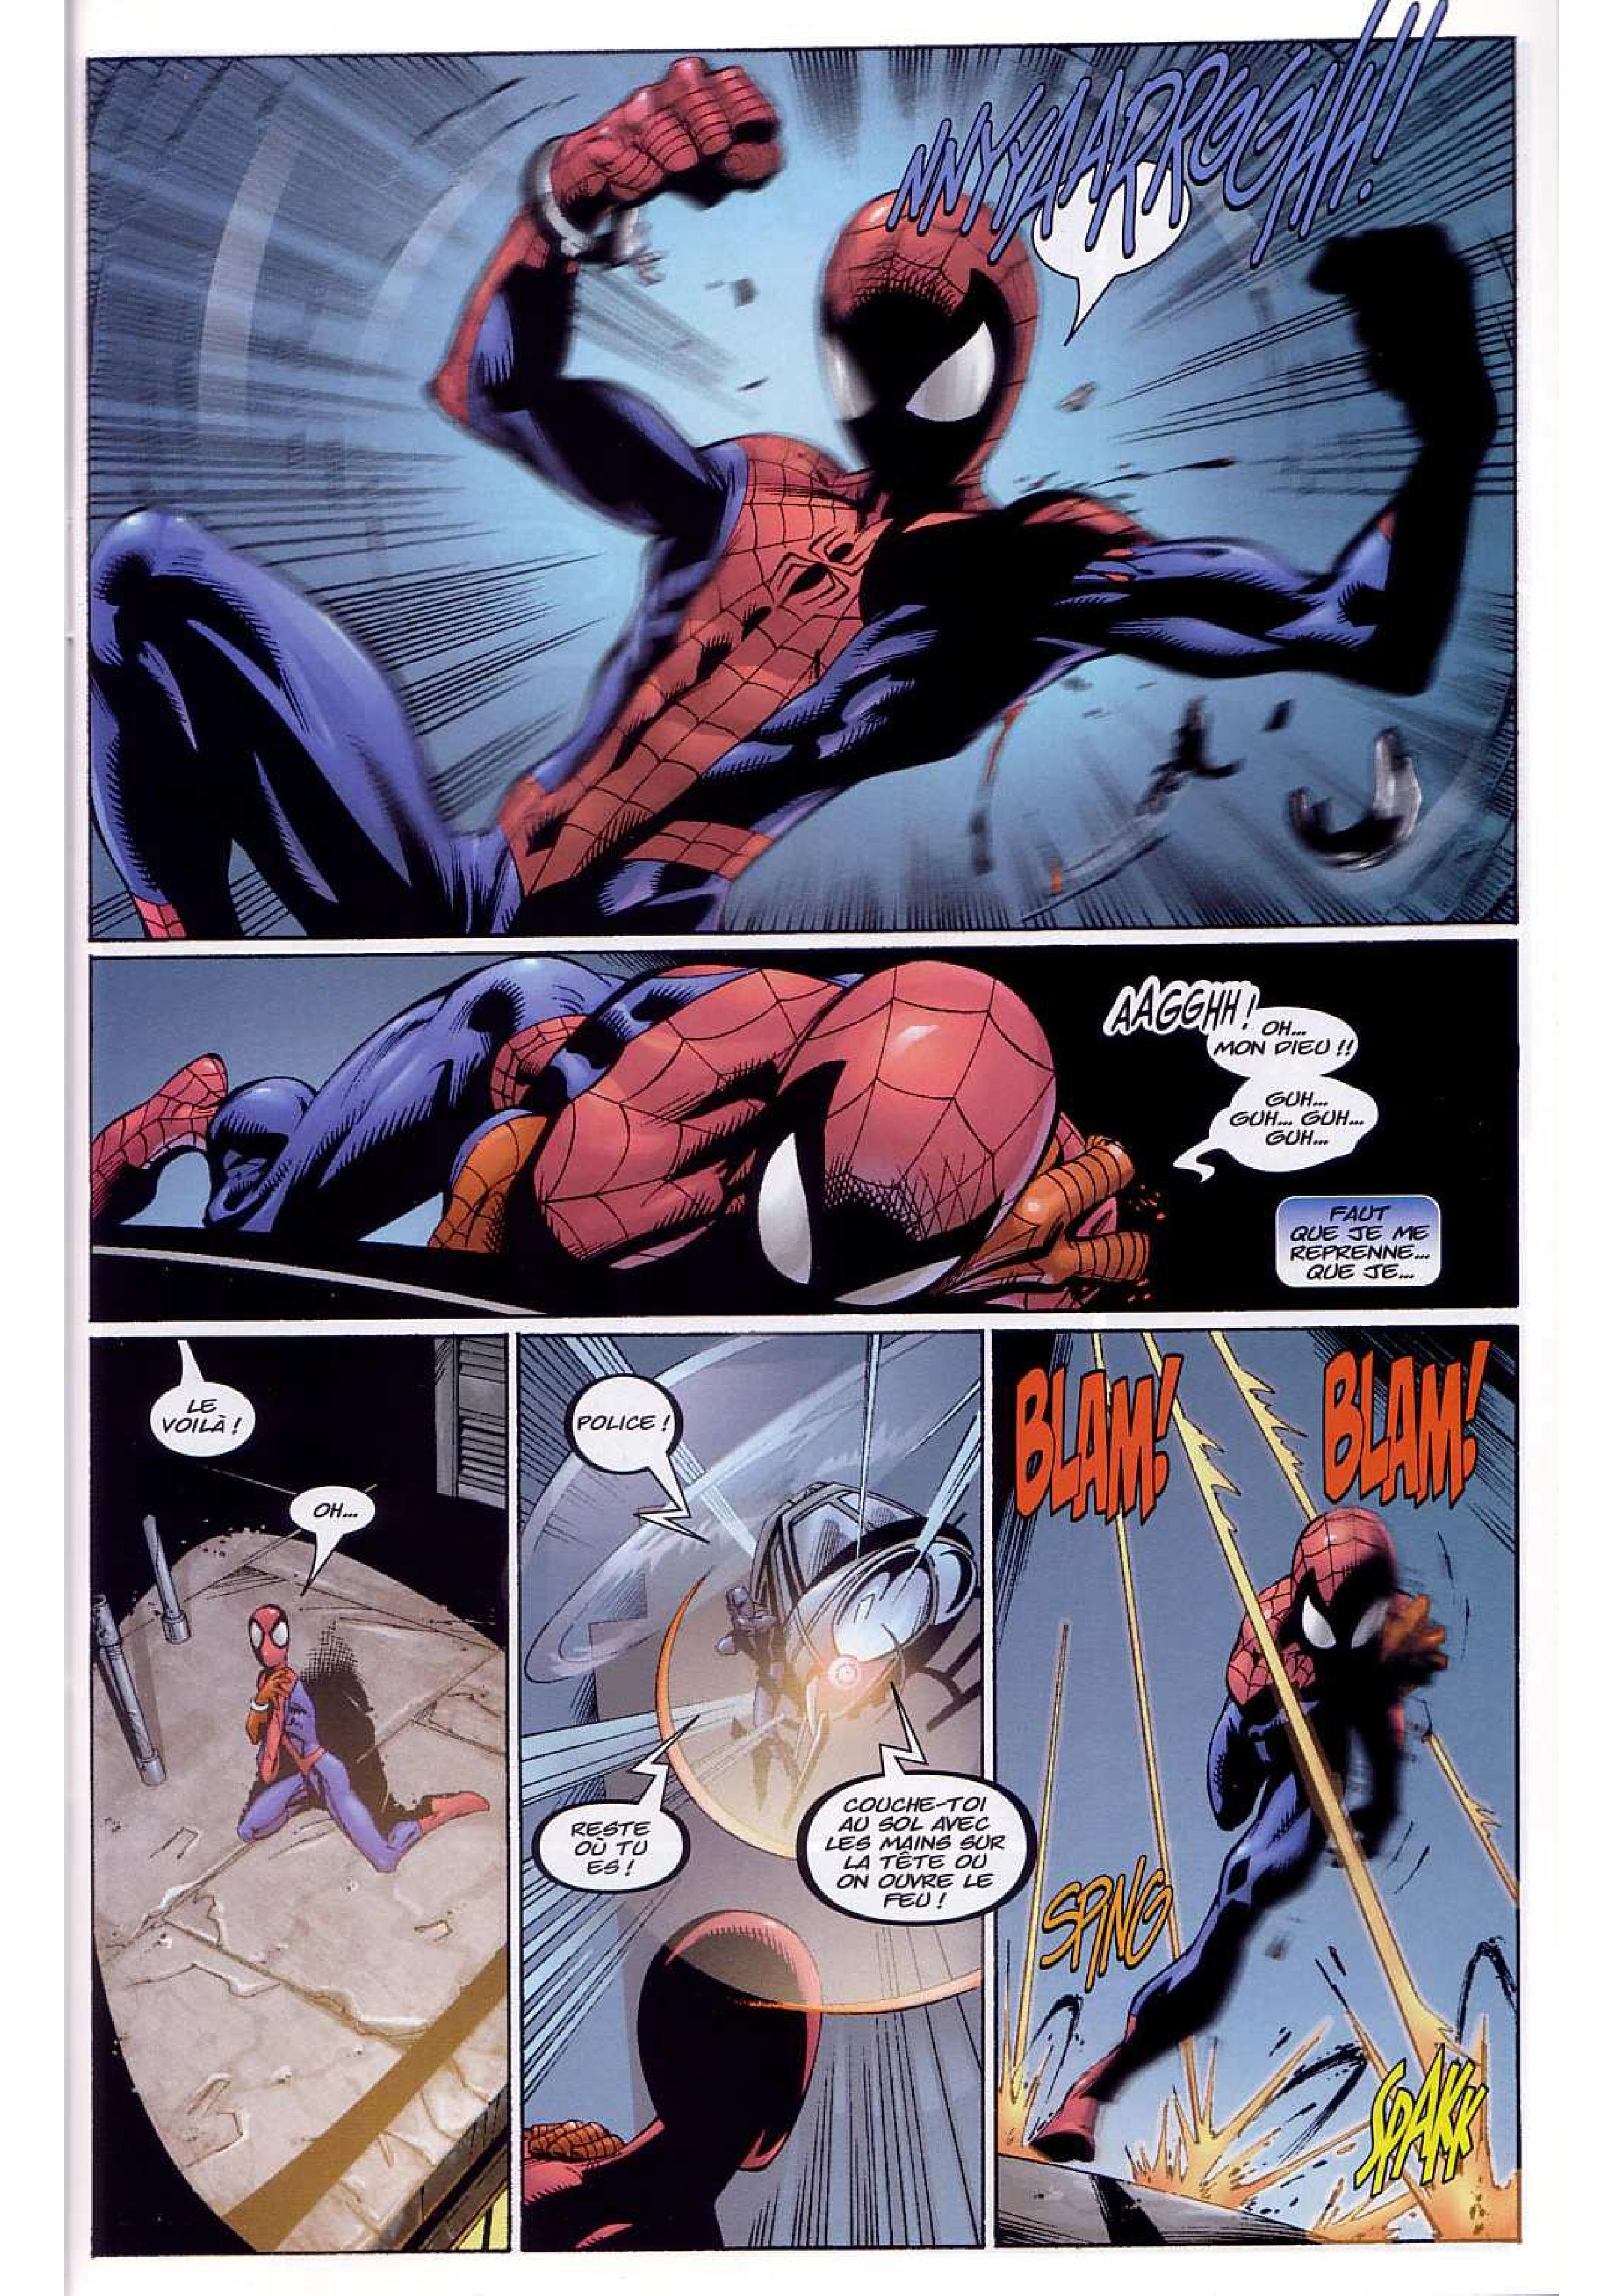 NNYYYAAARRRGGGHHH!!
AAGGHH!
OH...
MON DIEU !!
GUH...
GUH... GUH...
GUH...
FAUT
QUE JE ME
REPRENNE...
QUE JE...
LE
VOILÀ !
OH...
POLICE !
RESTE
OÙ TU
ES !
COUCHE-TOI
AU SOL AVEC
LES MAINS SUR
LA TÊTE OU
ON OUVRE LE
FEU !
BLAM!
BLAM!
SPING
SPAKK